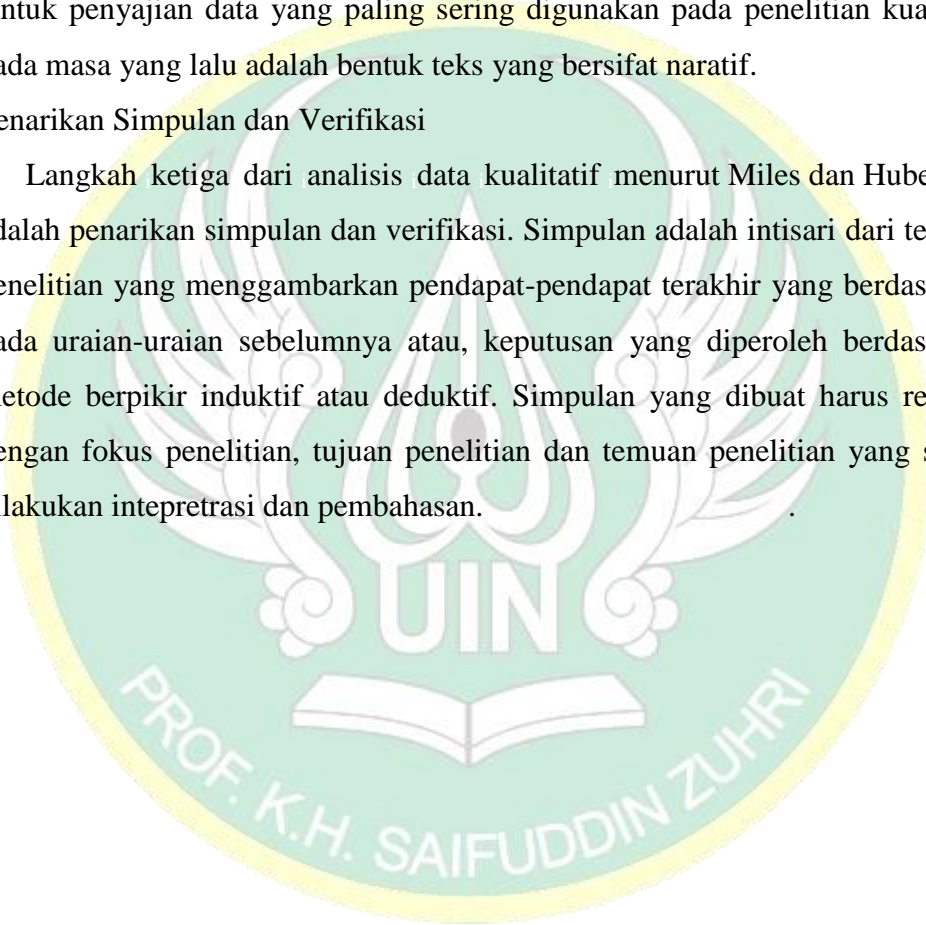 ntuk penyajian data yang paling sering digunakan pada penelitian kua
ada masa yang lalu adalah bentuk teks yang bersifat naratif.
enarikan Simpulan dan Verifikasi
Langkah ketiga dari analisis data kualitatif menurut Miles dan Hube
dalah penarikan simpulan dan verifikasi. Simpulan adalah intisari dari te
enelitian yang menggambarkan pendapat-pendapat terakhir yang berdas
ada uraian-uraian sebelumnya atau, keputusan yang diperoleh berdas
etode berpikir induktif atau deduktif. Simpulan yang dibuat harus re
engan fokus penelitian, tujuan penelitian dan temuan penelitian yang s
ilakukan intepretrasi dan pembahasan. .
UIN
PROF. K.H. SAIFUDDIN ZUHRI